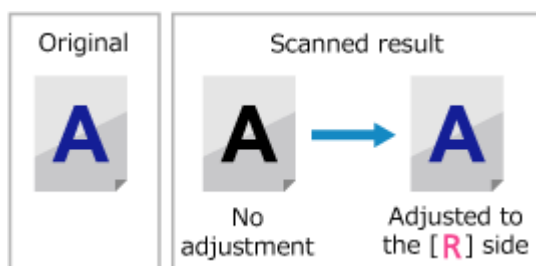 Original
A
Scanned result
A
A
No
adjustment
Adjusted to
the [R] side